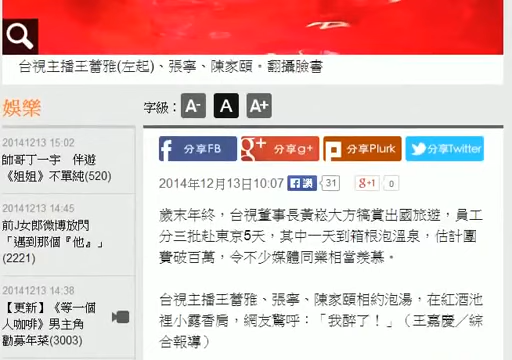 台視主播王蕾雅(左起)、張寧、陳家頤。翻攝臉書
娛樂
字級：A- A A+
20141213 15:02
帥哥丁一宇 伴遊
《姐姐》不單純(520)
20141213 14:45
前J女郎微博放閃
「遇到那個『他』」
(2221)
20141213 14:38
【更新】《等一個
人咖啡》男主角
勸募年菜(3003)
分享FB 分享g+ 分享Plurk 分享Twitter
2014年12月13日10:07 讚 31 g+1 0
歲末年終，台視董事長黃崧大方犒賞出國旅遊，員工
分三批赴東京5天，其中一天到箱根泡溫泉，估計團
費破百萬，令不少媒體同業相當羨慕。
台視主播王蕾雅、張寧、陳家頤相約泡湯，在紅酒池
裡小露香肩，網友驚呼：「我醉了！」（王嘉慶╱綜
合報導）